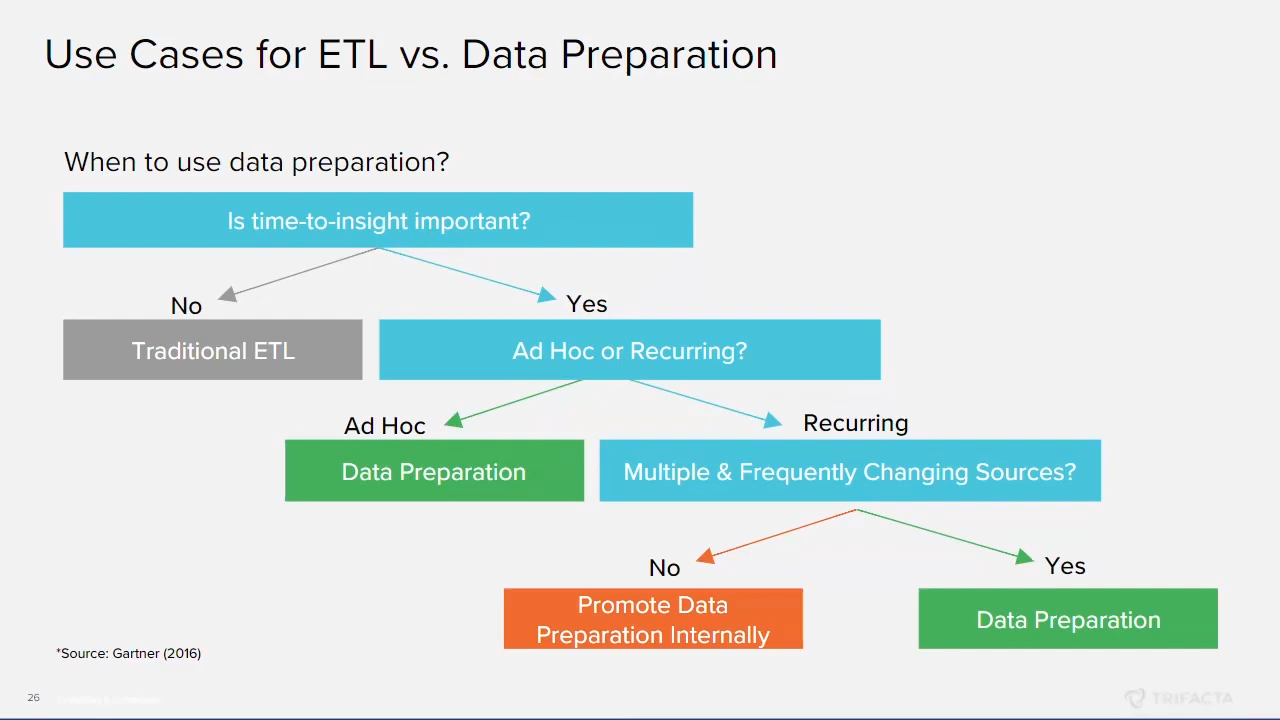 Use Cases for ETL vs. Data Preparation
When to use data preparation?
Is time-to-insight important?
No
Yes
Traditional ETL
Ad Hoc or Recurring?
Ad Hoc
Recurring
Data Preparation
Multiple & Frequently Changing Sources?
No
Yes
Promote Data
Preparation Internally
Data Preparation
*Source: Gartner (2016)
26
TRIFACTA